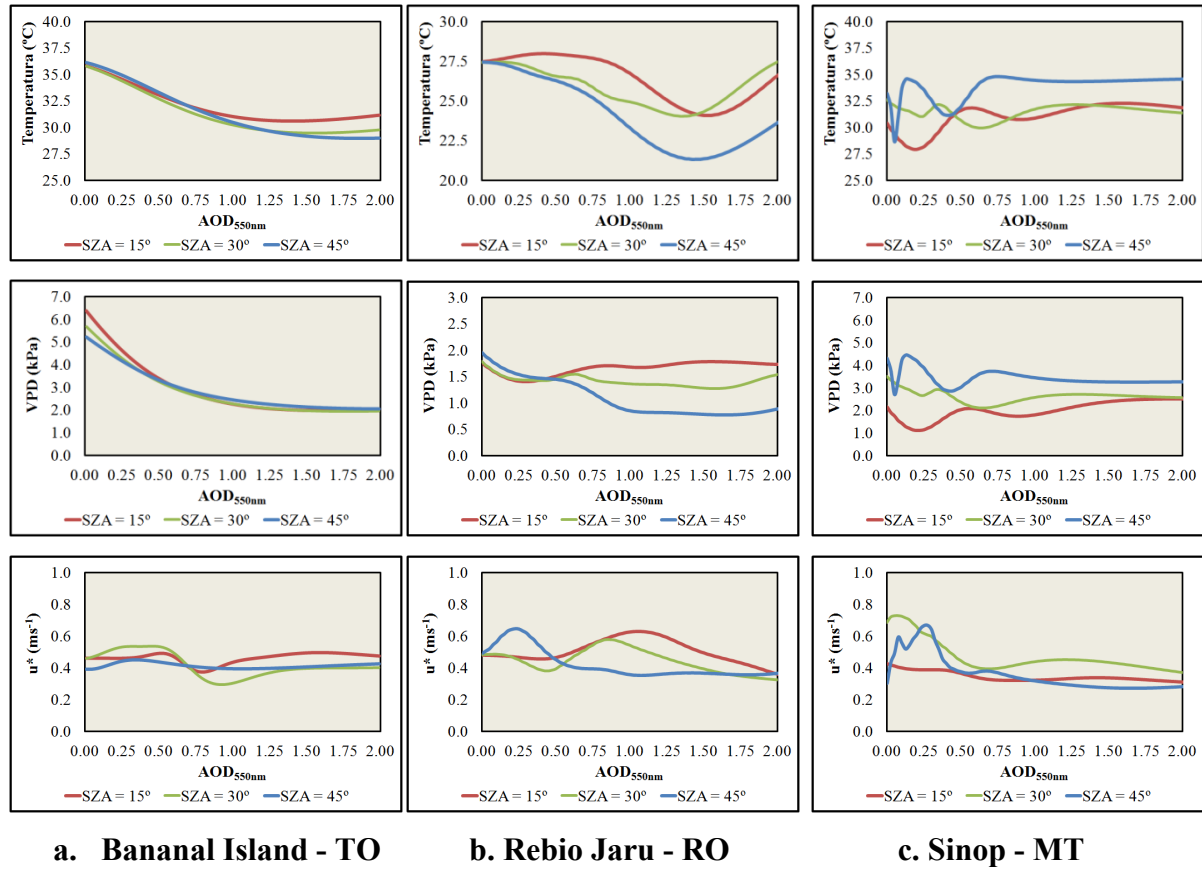 40.0
37.5
35.0
32.5
30.0
27.5
25.0
Temperatura (ºC)
0.00 0.25 0.50 0.75 1.00 1.25 1.50 1.75 2.00
AOD550nm
SZA = 15º SZA = 30º SZA = 45º
30.0
27.5
25.0
22.5
20.0
Temperatura (ºC)
0.00 0.25 0.50 0.75 1.00 1.25 1.50 1.75 2.00
AOD550nm
SZA = 15º SZA = 30º SZA = 45º
40.0
37.5
35.0
32.5
30.0
27.5
25.0
Temperatura (ºC)
0.00 0.25 0.50 0.75 1.00 1.25 1.50 1.75 2.00
AOD550nm
SZA = 15º SZA = 30º SZA = 45º
7.0
6.0
5.0
4.0
3.0
2.0
1.0
0.0
VPD (kPa)
0.00 0.25 0.50 0.75 1.00 1.25 1.50 1.75 2.00
AOD550nm
SZA = 15º SZA = 30º SZA = 45º
3.0
2.5
2.0
1.5
1.0
0.5
0.0
VPD (kPa)
0.00 0.25 0.50 0.75 1.00 1.25 1.50 1.75 2.00
AOD550nm
SZA = 15º SZA = 30º SZA = 45º
7.0
6.0
5.0
4.0
3.0
2.0
1.0
0.0
VPD (kPa)
0.00 0.25 0.50 0.75 1.00 1.25 1.50 1.75 2.00
AOD550nm
SZA = 15º SZA = 30º SZA = 45º
1.0
0.8
0.6
0.4
0.2
0.0
u* (ms-1)
0.00 0.25 0.50 0.75 1.00 1.25 1.50 1.75 2.00
AOD550nm
SZA = 15º SZA = 30º SZA = 45º
1.0
0.8
0.6
0.4
0.2
0.0
u* (ms-1)
0.00 0.25 0.50 0.75 1.00 1.25 1.50 1.75 2.00
AOD550nm
SZA = 15º SZA = 30º SZA = 45º
1.0
0.8
0.6
0.4
0.2
0.0
u* (ms-1)
0.00 0.25 0.50 0.75 1.00 1.25 1.50 1.75 2.00
AOD550nm
SZA = 15º SZA = 30º SZA = 45º
a. Bananal Island - TO
b. Rebio Jaru - RO
c. Sinop - MT